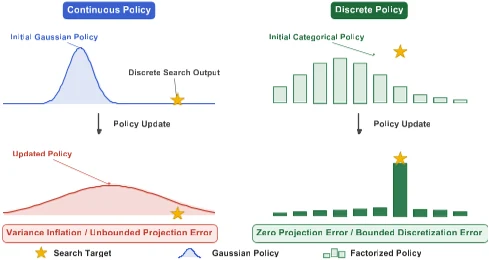 Continuous Policy
Discrete Policy
Initial Gaussian Policy
Initial Categorical Policy
Discrete Search Output
Policy Update
Policy Update
Updated Policy
Variance Inflation / Unbounded Projection Error
Zero Projection Error / Bounded Discretization Error
Search Target
Gaussian Policy
Factorized Policy